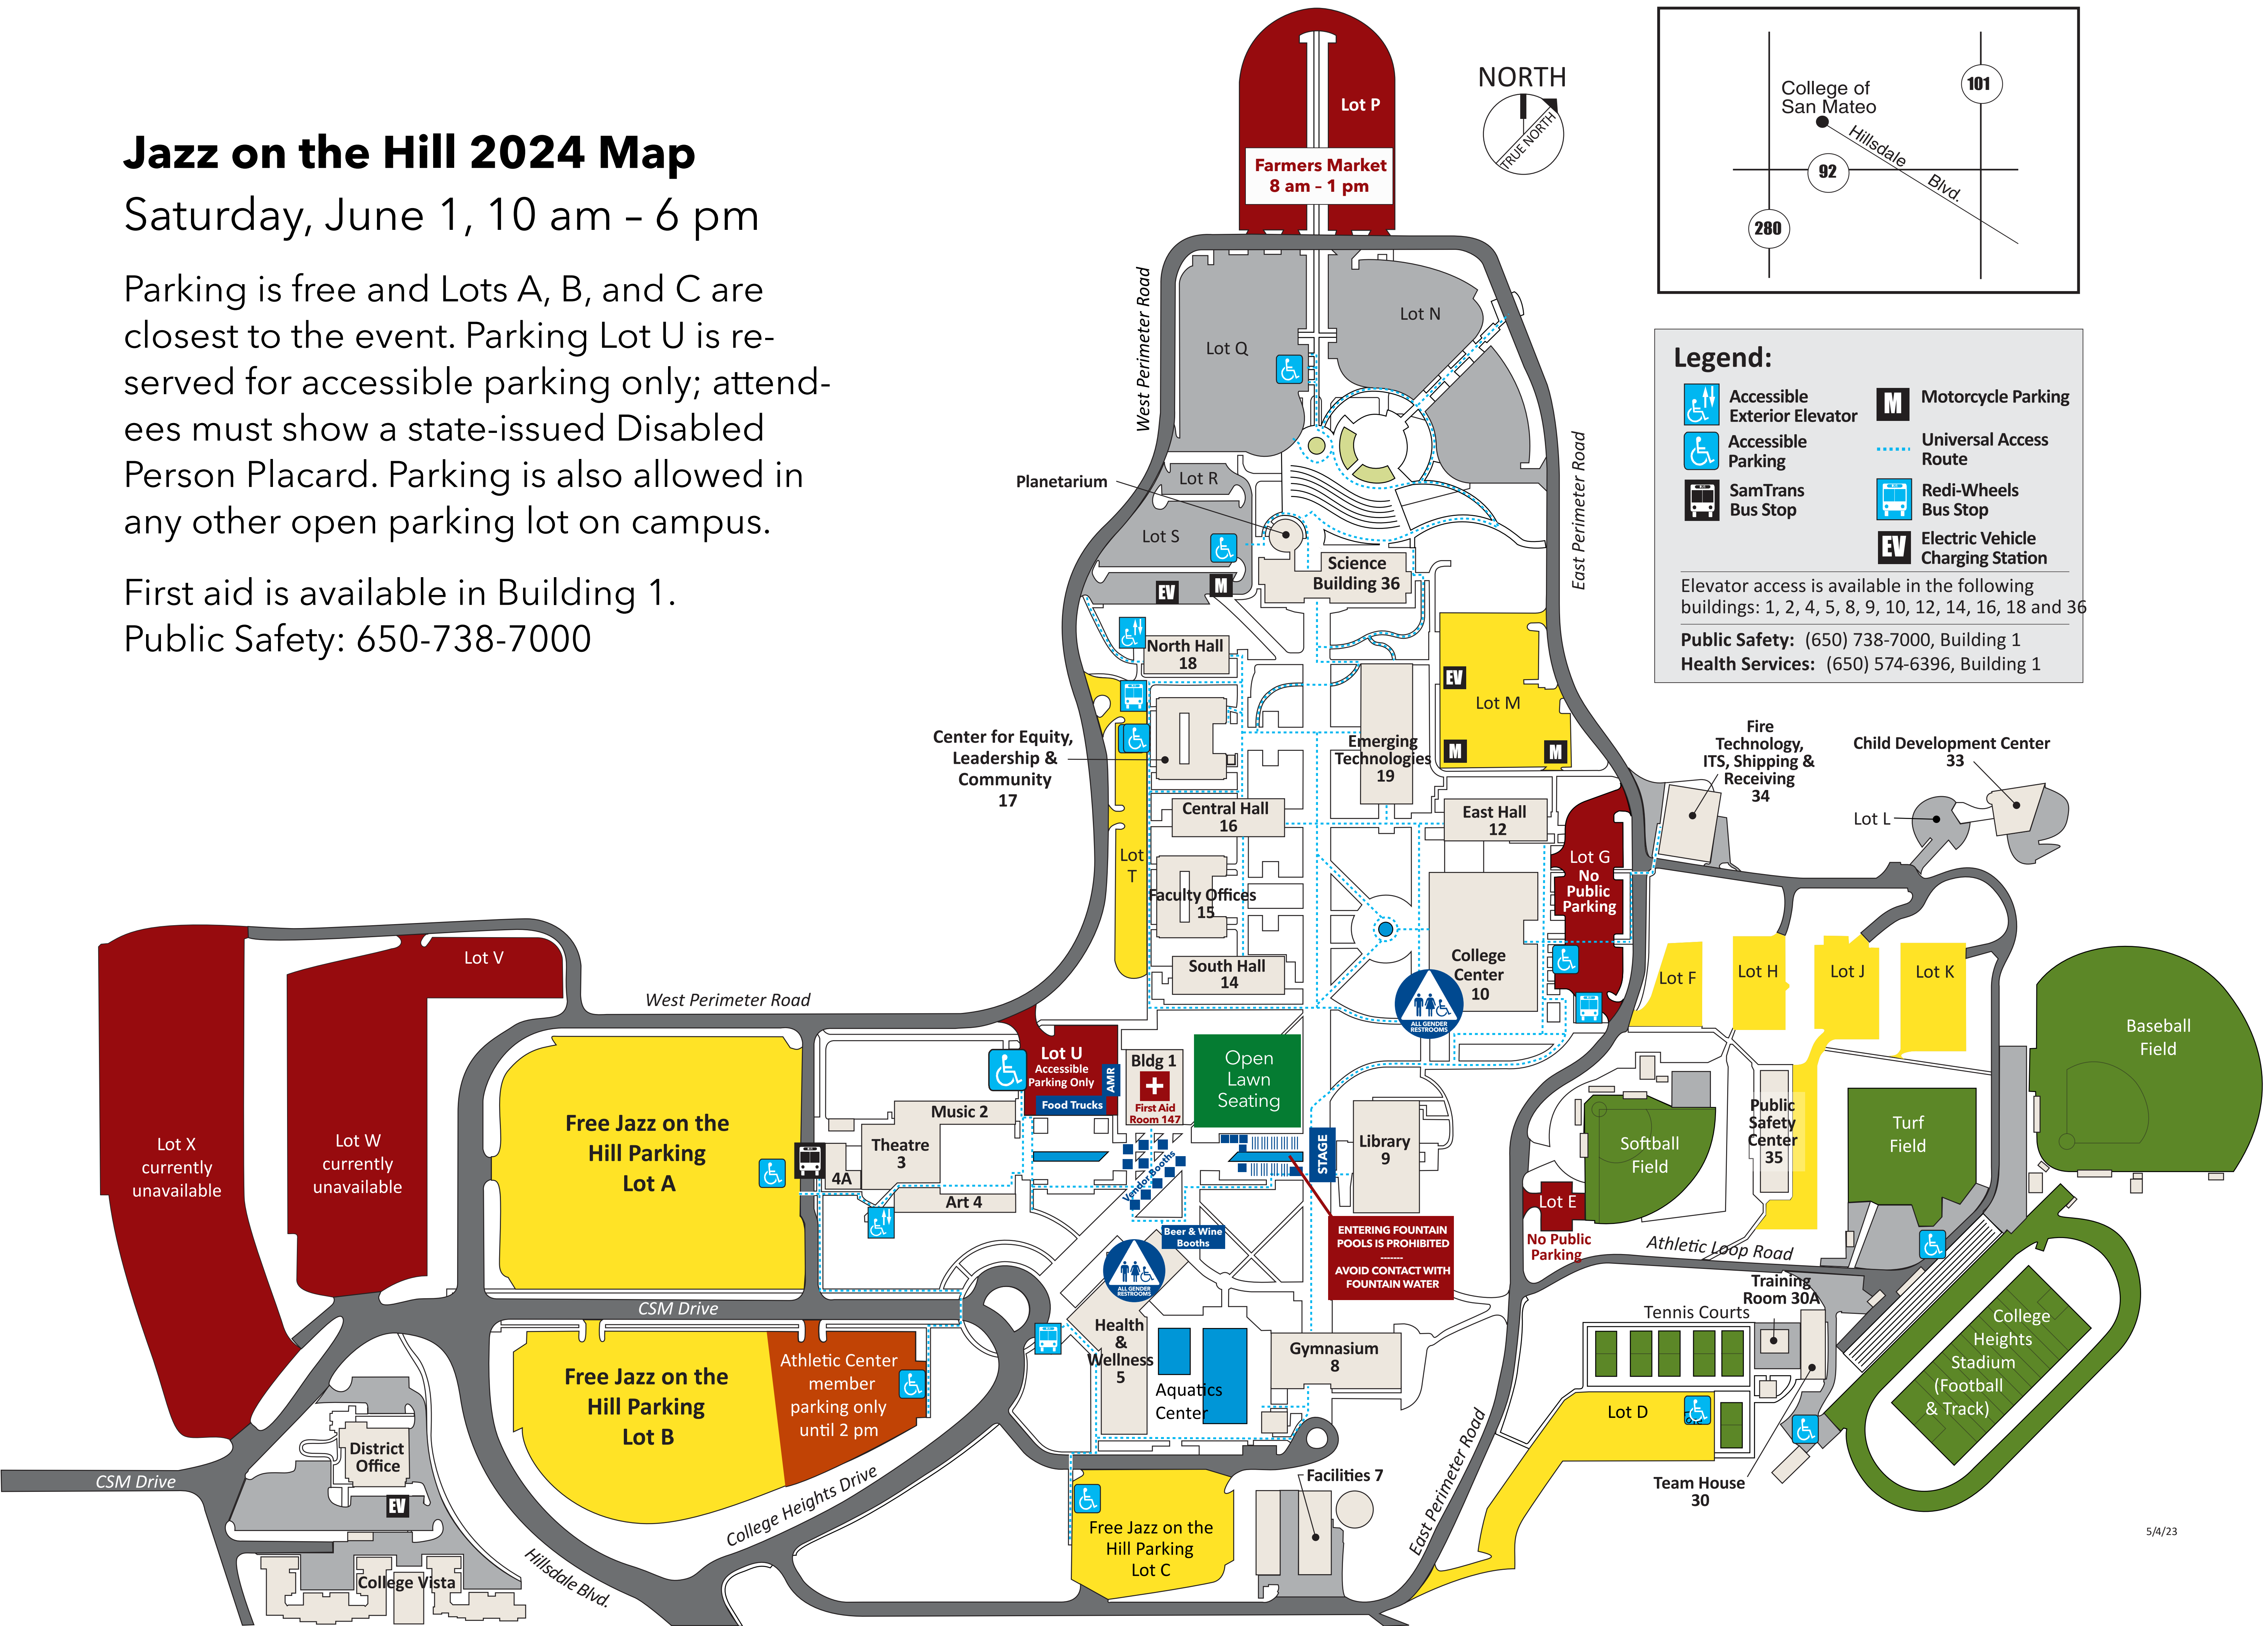 Jazz on the Hill 2024 Map
Saturday, June 1, 10 am – 6 pm
Parking is free and Lots A, B, and C are
closest to the event. Parking Lot U is re-
served for accessible parking only; attend-
ees must show a state-issued Disabled
Person Placard. Parking is also allowed in
any other open parking lot on campus.
First aid is available in Building 1.
Public Safety: 650-738-7000
Lot P
Farmers Market
8 am – 1 pm
NORTH
TRUE NORTH
College of
San Mateo
Hillsdale
Blvd.
101
92
280
Legend:
Accessible
Exterior Elevator
Accessible
Parking
SamTrans
Bus Stop
M
Motorcycle Parking
Universal Access
Route
Redi-Wheels
Bus Stop
EV
Electric Vehicle
Charging Station
Elevator access is available in the following
buildings: 1, 2, 4, 5, 8, 9, 10, 12, 14, 16, 18 and 36
Public Safety: (650) 738-7000, Building 1
Health Services: (650) 574-6396, Building 1
West Perimeter Road
East Perimeter Road
Lot N
Lot Q
Lot R
Lot S
EV
M
Planetarium
Science
Building 36
North Hall
18
Center for Equity,
Leadership &
Community
17
EV
Lot M
M
M
Emerging
Technologies
19
Central Hall
16
East Hall
12
Lot
T
Faculty Offices
15
South Hall
14
College
Center
10
ALL GENDER
RESTROOMS
Lot G
No
Public
Parking
Fire
Technology,
ITS, Shipping &
Receiving
34
Child Development Center
33
Lot L
Lot F
Lot H
Lot J
Lot K
Baseball
Field
Lot V
West Perimeter Road
Lot X
currently
unavailable
Lot W
currently
unavailable
Free Jazz on the
Hill Parking
Lot A
Lot U
Accessible
Parking Only
AMR
Food Trucks
Bldg 1
First Aid
Room 147
Open
Lawn
Seating
Music 2
Theatre
3
4A
Art 4
Vendor Booths
STAGE
Library
9
Beer & Wine
Booths
ENTERING FOUNTAIN
POOLS IS PROHIBITED
-------
AVOID CONTACT WITH
FOUNTAIN WATER
Softball
Field
Public
Safety
Center
35
Turf
Field
Lot E
No Public
Parking
Athletic Loop Road
Training
Room 30A
Tennis Courts
College
Heights
Stadium
(Football
& Track)
ALL GENDER
RESTROOMS
CSM Drive
Free Jazz on the
Hill Parking
Lot B
Athletic Center
member
parking only
until 2 pm
Health
&
Wellness
5
Aquatics
Center
Gymnasium
8
Lot D
Team House
30
District
Office
EV
CSM Drive
College Vista
Hillsdale Blvd.
College Heights Drive
Free Jazz on the
Hill Parking
Lot C
Facilities 7
East Perimeter Road
5/4/23